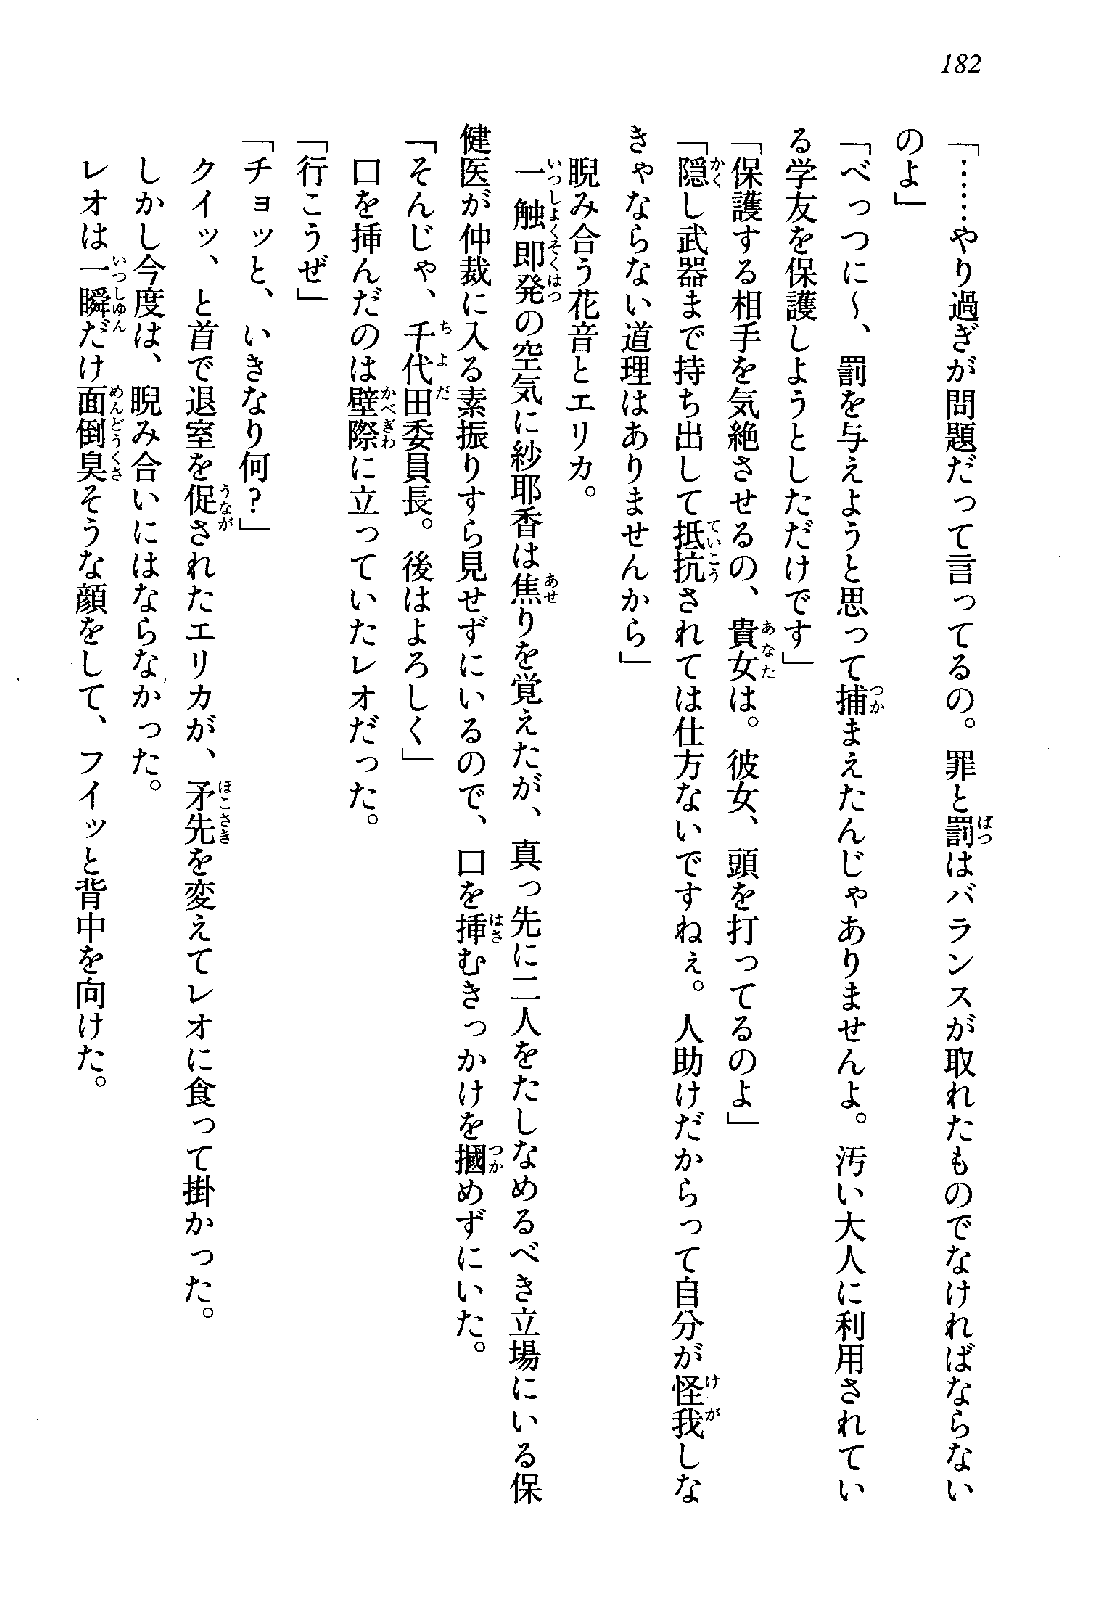 182
「……やり過ぎが問題だって言ってるの。罪と罰はバランスが取れたものでなければならない
のよ」
「べっつに～、罰を与えようと思って捕まえたんじゃありませんよ。汚い大人に利用されてい
る学友を保護しようとしただけです」
「保護する相手を気絶させるの、貴女は。彼女、頭を打ってるのよ」
「隠し武器まで持ち出して抵抗されては仕方ないですねぇ。人助けだからって自分が怪我しな
きゃならない道理はありませんから」
睨み合う花音とエリカ。
一触即発の空気に紗耶香は焦りを覚えたが、真っ先に二人をたしなめるべき立場にいる保
健医が仲裁に入る素振りすら見せずにいるので、口を挿むきっかけを摑めずにいた。
「そんじゃ、千代田委員長。後はよろしく」
口を挿んだのは壁際に立っていたレオだった。
「行こうぜ」
「チョッと、いきなり何？」
クイッ、と首で退室を促されたエリカが、矛先を変えてレオに食って掛かった。
しかし今度は、睨み合いにはならなかった。
レオは一瞬だけ面倒臭そうな顔をして、フイッと背中を向けた。